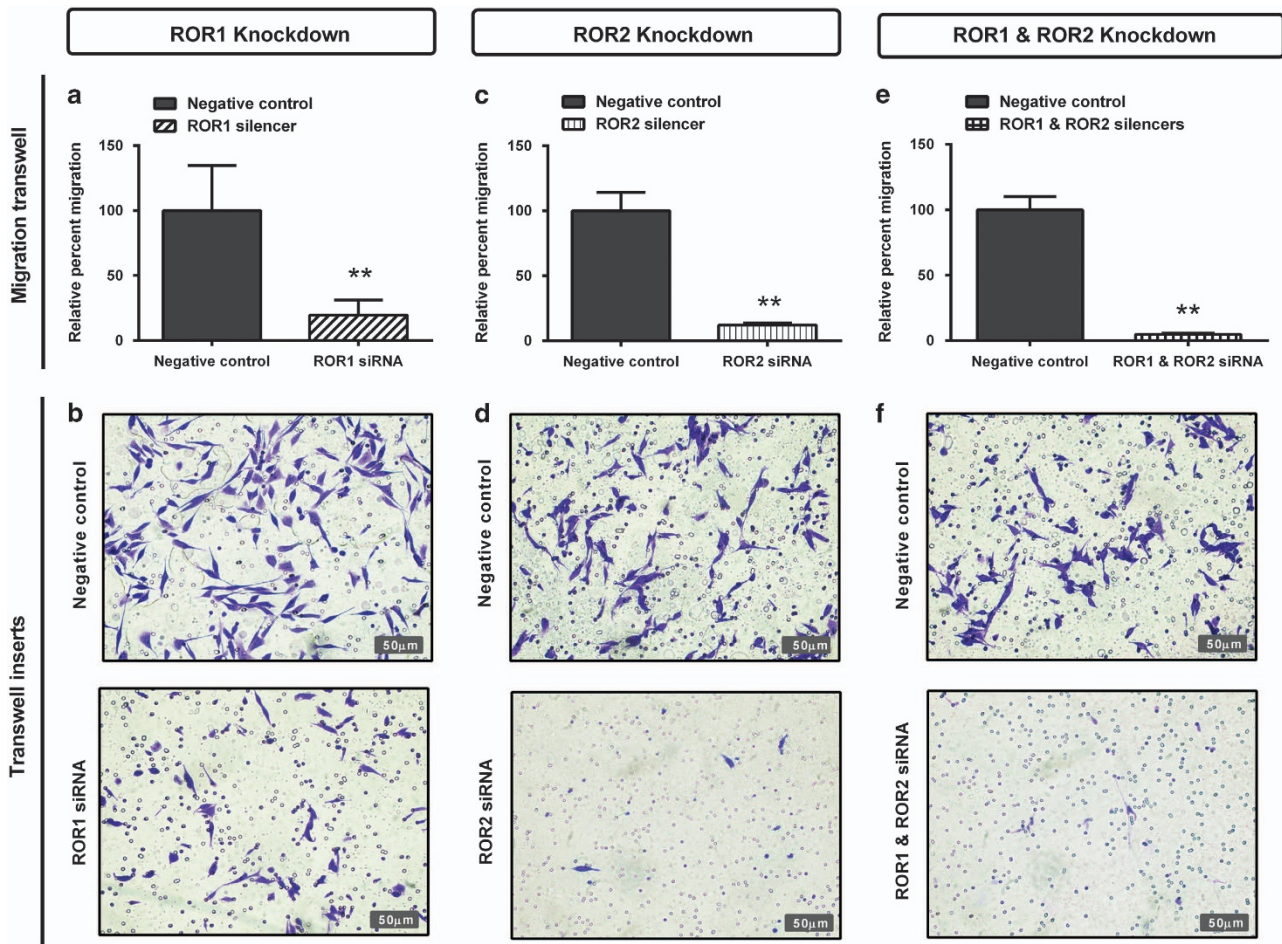 ROR1 Knockdown
ROR2 Knockdown
ROR1 & ROR2 Knockdown
Migration transwell
a
Negative control
ROR1 silencer
Relative percent migration
150
100
50
0
**
Negative control
ROR1 siRNA
c
Negative control
ROR2 silencer
Relative percent migration
150
100
50
0
**
Negative control
ROR2 siRNA
e
Negative control
ROR1 & ROR2 silencers
Relative percent migration
150
100
50
0
**
Negative control
ROR1 & ROR2 siRNA
Transwell inserts
b
Negative control
50μm
ROR1 siRNA
50μm
d
Negative control
50μm
ROR2 siRNA
50μm
f
Negative control
50μm
ROR1 & ROR2 siRNA
50μm